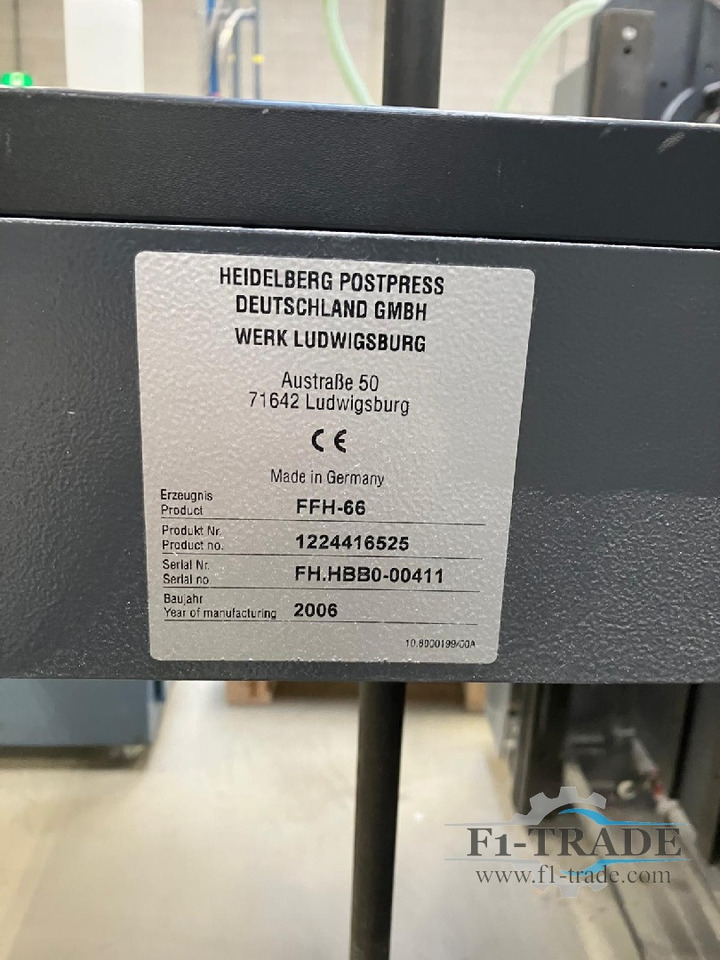 HEIDELBERG POSTPRESS
DEUTSCHLAND GMBH
WERK LUDWIGSBURG
Austraße 50
71642 Ludwigsburg
CE
Made in Germany
Erzeugnis
Product FFH-66
Produkt Nr.
Product no. 1224416525
Serial Nr.
Serial no. FH.HBB0-00411
Baujahr
Year of manufacturing 2006
10.8000199/00A
F1-TRADE
www.f1-trade.com